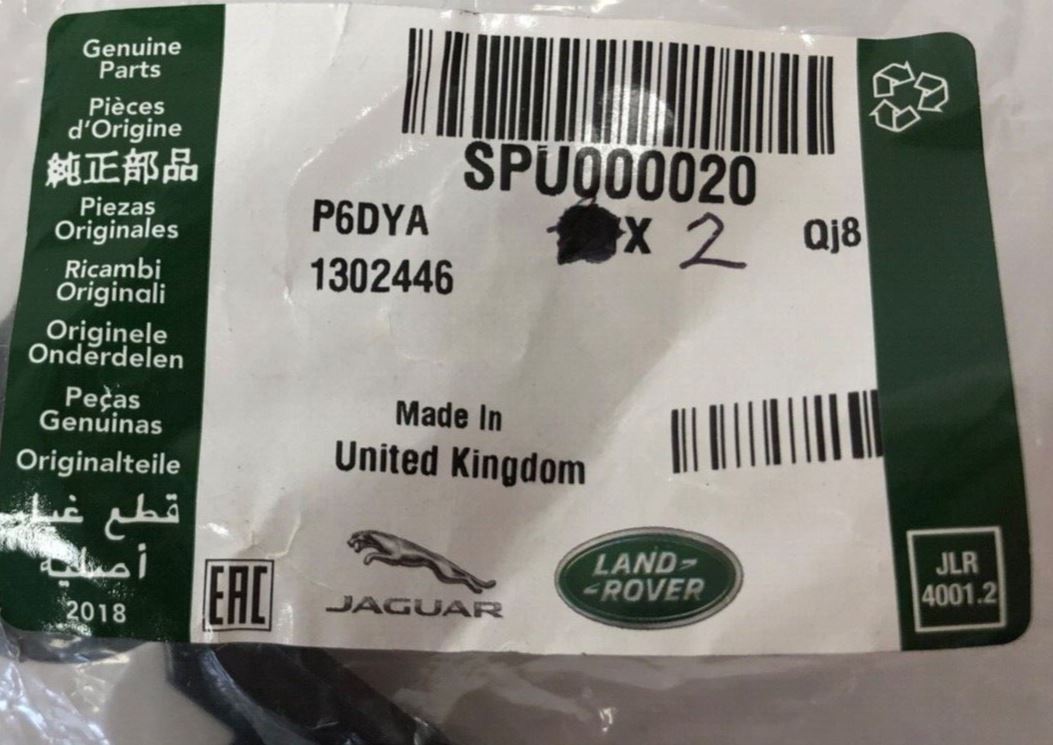 Genuine
Parts
Pièces
d'Origine
純正部品
Piezas
Originales
Ricambi
Originali
Originele
Onderdelen
Peças
Genuinas
Originalteile
قطع غيار
أصلية
2018
SPU000020
P6DYA
X 2
Qj8
1302446
Made In
United Kingdom
EAC
JAGUAR
LAND-
-ROVER
JLR
4001.2